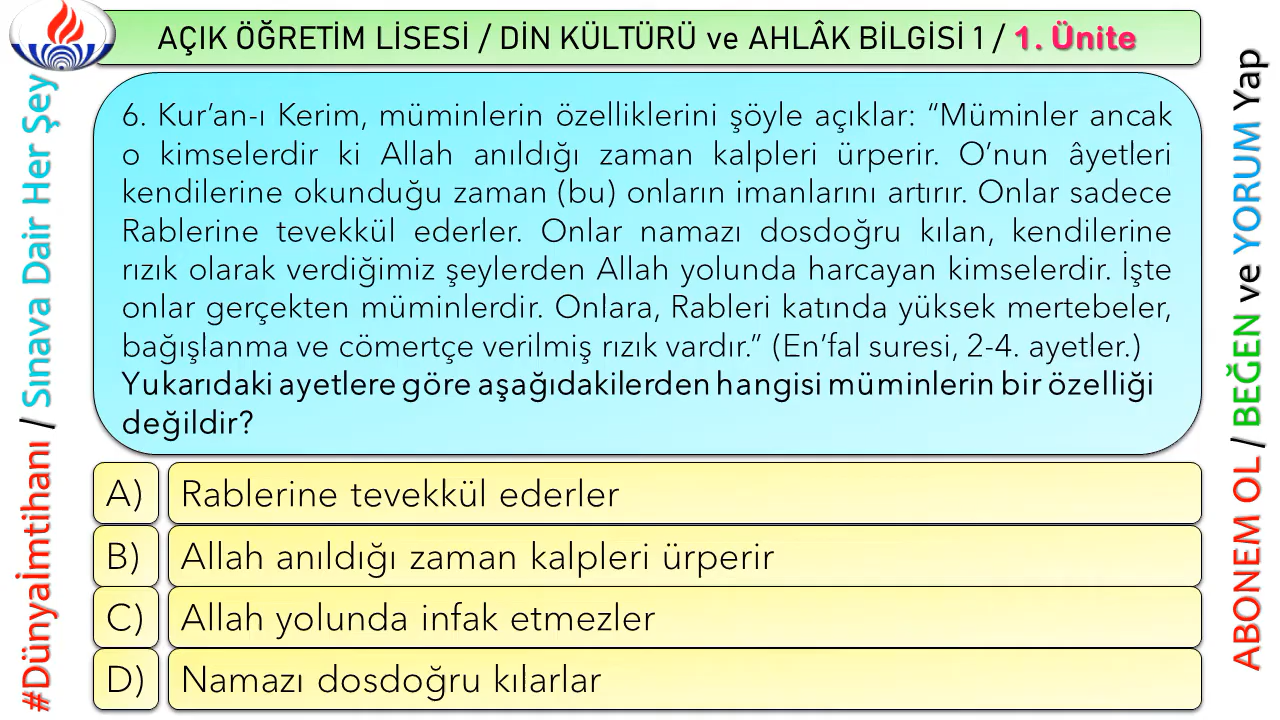 AÇIK ÖĞRETİM LİSESİ / DİN KÜLTÜRÜ ve AHLÂK BİLGİSİ 1 / 1. Ünite
6. Kur’an-ı Kerim, müminlerin özelliklerini şöyle açıklar: “Müminler ancak
o kimselerdir ki Allah anıldığı zaman kalpleri ürperir. O’nun âyetleri
kendilerine okunduğu zaman (bu) onların imanlarını artırır. Onlar sadece
Rablerine tevekkül ederler. Onlar namazı dosdoğru kılan, kendilerine
rızık olarak verdiğimiz şeylerden Allah yolunda harcayan kimselerdir. İşte
onlar gerçekten müminlerdir. Onlara, Rableri katında yüksek mertebeler,
bağışlanma ve cömertçe verilmiş rızık vardır.” (En’fal suresi, 2-4. ayetler.)
Yukarıdaki ayetlere göre aşağıdakilerden hangisi müminlerin bir özelliği
değildir?
A) Rablerine tevekkül ederler
B) Allah anıldığı zaman kalpleri ürperir
C) Allah yolunda infak etmezler
D) Namazı dosdoğru kılarlar
#Dünyaİmtihanı / Sınava Dair Her Şey
ABONEM OL / BEĞEN ve YORUM Yap